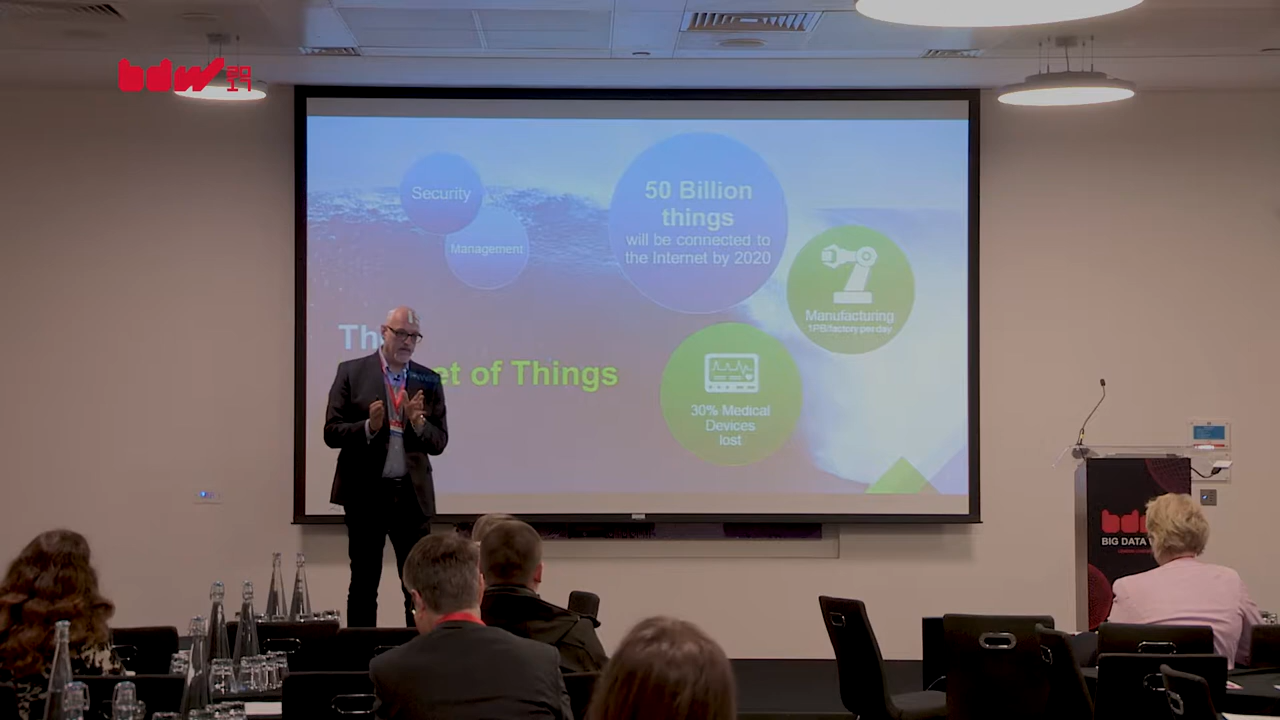 bdw 2017
Security
Management
50 Billion
things
will be connected to
the Internet by 2020
Manufacturing
1PB/factory per day
30% Medical
Devices
lost
et of Things
BIG DATA